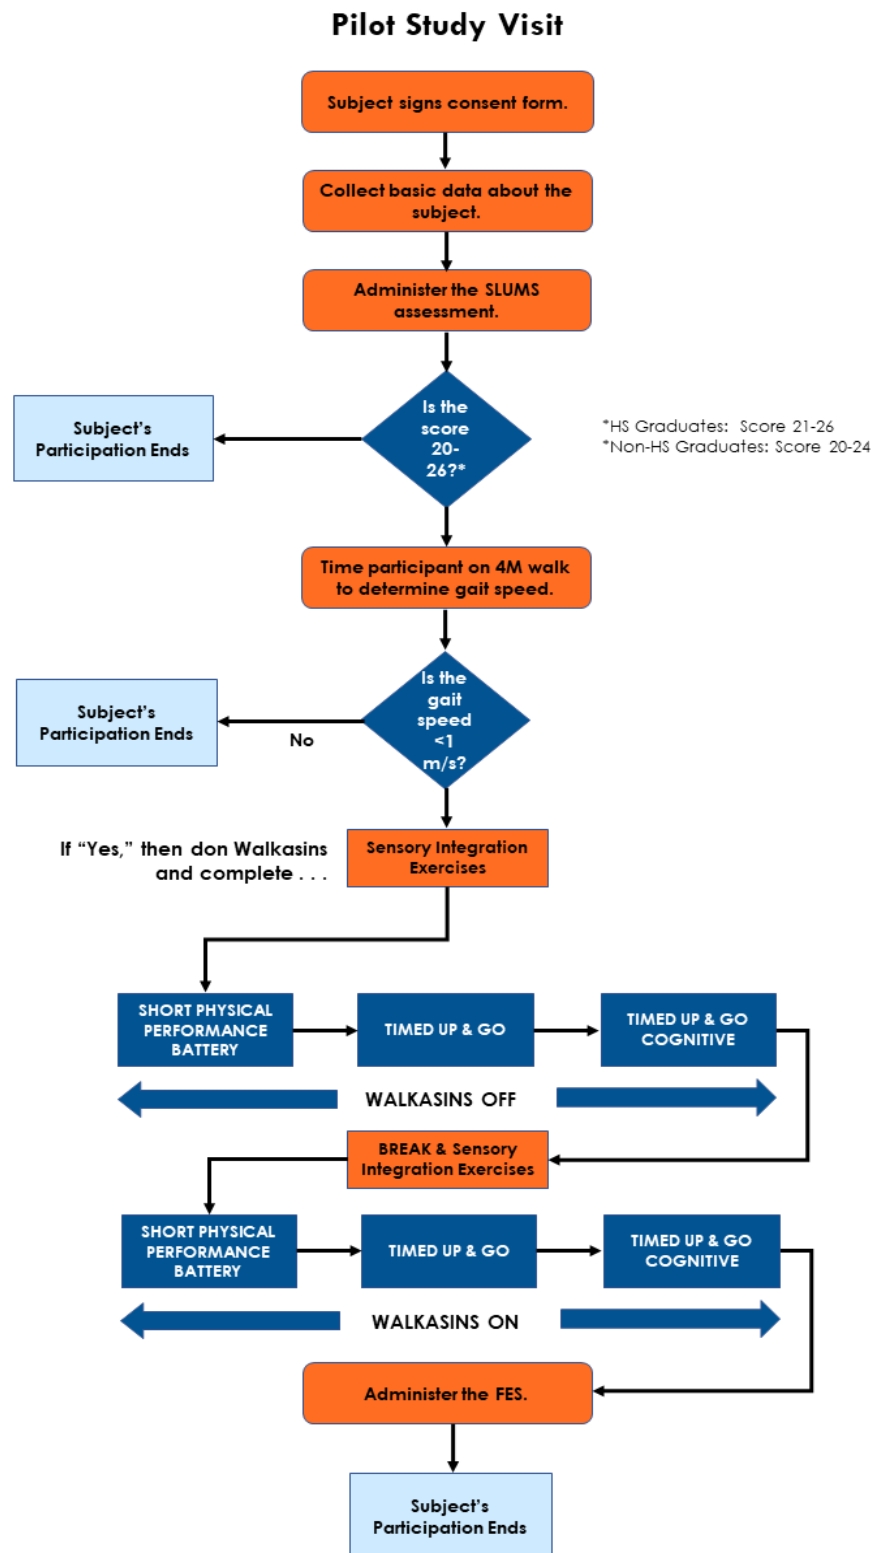 Pilot Study Visit
Subject signs consent form.
Collect basic data about the
subject.
Administer the SLUMS
assessment.
Is the
score
20-
26?*
Subject's
Participation Ends
*HS Graduates:  Score 21-26
*Non-HS Graduates: Score 20-24
Time participant on 4M walk
to determine gait speed.
Is the
gait
speed
<1
m/s?
Subject's
Participation Ends
No
If “Yes,” then don Walkasins
and complete . . .
Sensory Integration
Exercises
SHORT PHYSICAL
PERFORMANCE
BATTERY
TIMED UP & GO
TIMED UP & GO
COGNITIVE
WALKASINS OFF
BREAK & Sensory
Integration Exercises
SHORT PHYSICAL
PERFORMANCE
BATTERY
TIMED UP & GO
TIMED UP & GO
COGNITIVE
WALKASINS ON
Administer the FES.
Subject's
Participation Ends